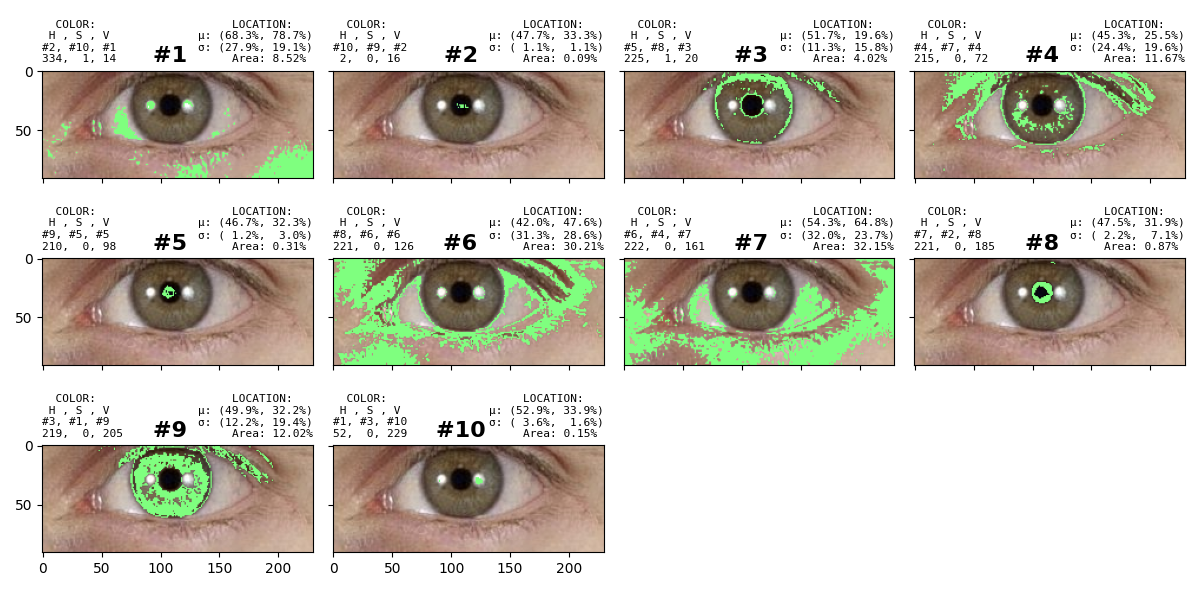 COLOR: LOCATION:
H , S , V μ: (68.3%, 78.7%)
#2, #10, #1 σ: (27.9%, 19.1%)
334, 1, 14 #1 Area: 8.52%
COLOR: LOCATION:
H , S , V μ: (47.7%, 33.3%)
#10, #9, #2 σ: ( 1.1%, 1.1%)
2, 0, 16 #2 Area: 0.09%
COLOR: LOCATION:
H , S , V μ: (51.7%, 19.6%)
#5, #8, #3 σ: (11.3%, 15.8%)
225, 1, 20 #3 Area: 4.02%
COLOR: LOCATION:
H , S , V μ: (45.3%, 25.5%)
#4, #7, #4 σ: (24.4%, 19.6%)
215, 0, 72 #4 Area: 11.67%
0
50
COLOR: LOCATION:
H , S , V μ: (46.7%, 32.3%)
#9, #5, #5 σ: ( 1.2%, 3.0%)
210, 0, 98 #5 Area: 0.31%
COLOR: LOCATION:
H , S , V μ: (42.0%, 47.6%)
#8, #6, #6 σ: (31.3%, 28.6%)
221, 0, 126 #6 Area: 30.21%
COLOR: LOCATION:
H , S , V μ: (54.3%, 64.8%)
#6, #4, #7 σ: (32.0%, 23.7%)
222, 0, 161 #7 Area: 32.15%
COLOR: LOCATION:
H , S , V μ: (47.5%, 31.9%)
#7, #2, #8 σ: ( 2.2%, 7.1%)
221, 0, 185 #8 Area: 0.87%
0
50
COLOR: LOCATION:
H , S , V μ: (49.9%, 32.2%)
#3, #1, #9 σ: (12.2%, 19.4%)
219, 0, 205 #9 Area: 12.02%
COLOR: LOCATION:
H , S , V μ: (52.9%, 33.9%)
#1, #3, #10 σ: ( 3.6%, 1.6%)
52, 0, 229 #10 Area: 0.15%
0
50
0 50 100 150 200
0 50 100 150 200